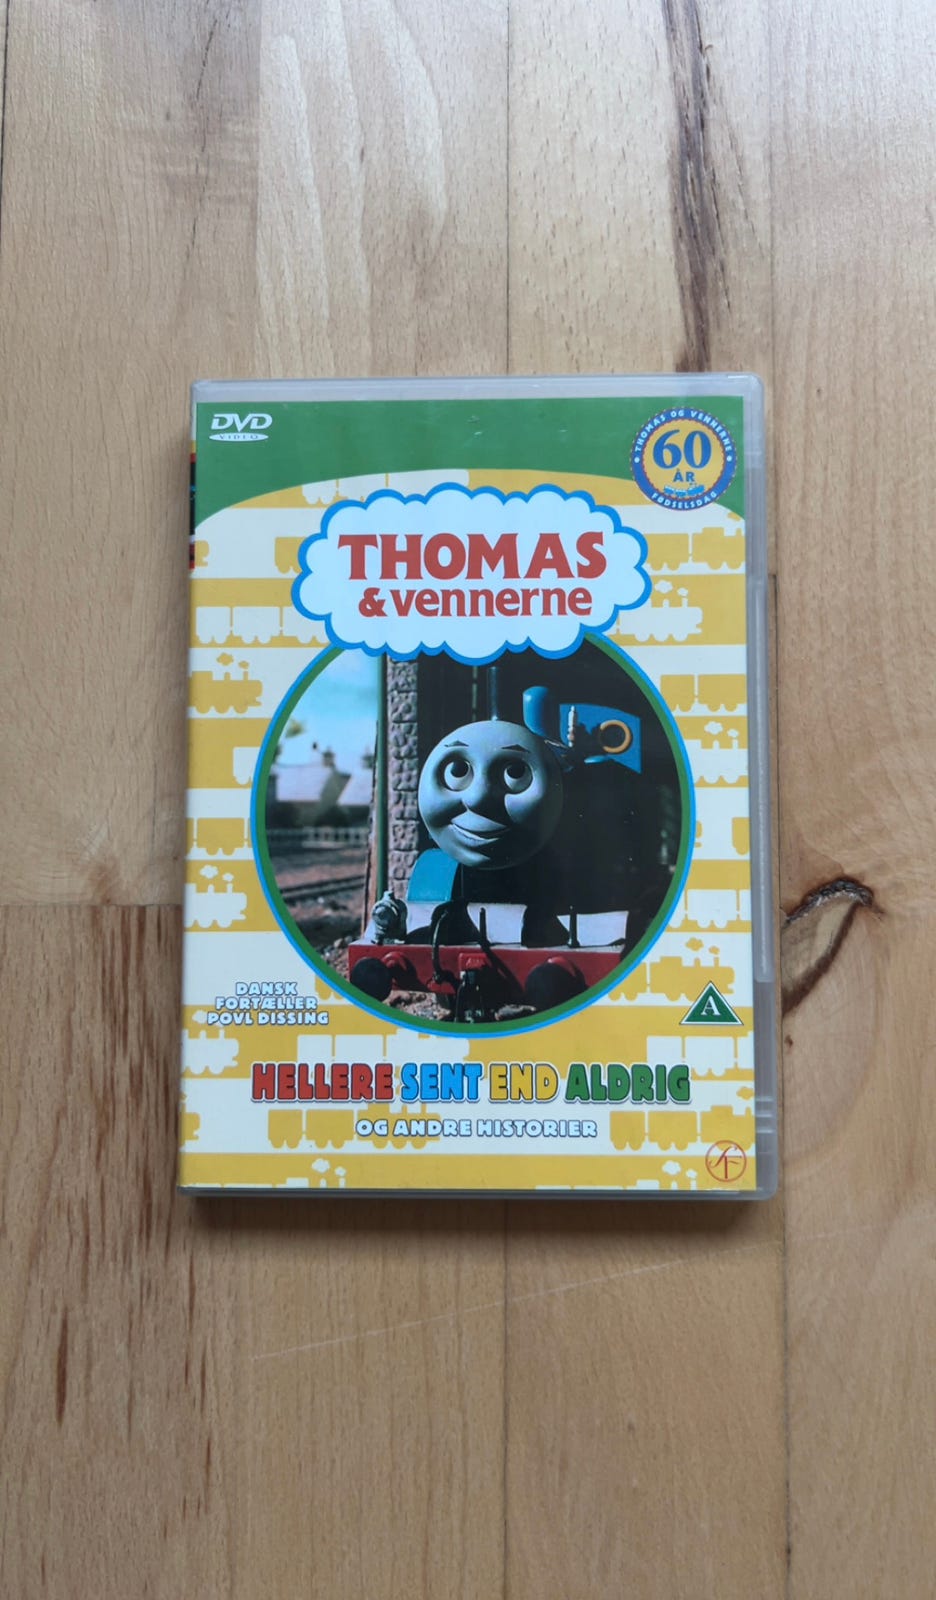 DVD
VIDEO
THOMAS OG VENNERNE
60
ÅR
FØDSELSDAG
THOMAS
& vennerne
DANSK
FORTÆLLER
POVL DISSING
A
HELLERE SENT END ALDRIG
OG ANDRE HISTORIER
SF